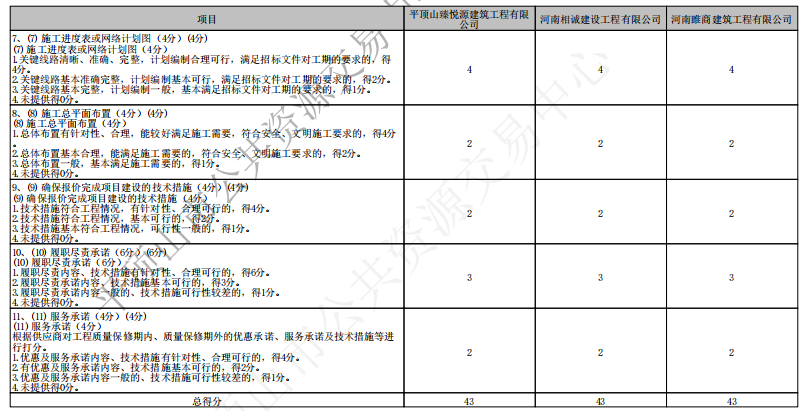 项目 平顶山臻悦源建筑工程有限公司 河南相诚建设工程有限公司 河南睢商建筑工程有限公司
7、(7) 施工进度表或网络计划图（4分）(4分)
(7) 施工进度表或网络计划图（4分）
1.关键线路清晰、准确、完整，计划编制合理可行，满足招标文件对工期的要求的，得
4分。
2.关键线路基本准确完整，计划编制基本可行，满足招标文件对工期的要求的，得2分。
3.关键线路基本完整，计划编制一般，基本满足招标文件对工期的要求的，得1分。
4.未提供得0分。
4 4 4
8、(8) 施工总平面布置（4分）(4分)
(8) 施工总平面布置（4分）
1.总体布置有针对性、合理，能较好满足施工需要，符合安全、文明施工要求的，得4分
。
2.总体布置基本合理，能满足施工需要的，符合安全、文明施工要求的，得2分。
3.总体布置一般，基本满足施工需要的，得1分。
4.未提供得0分。
2 2 2
9、(9) 确保报价完成项目建设的技术措施（4分）(4分)
(9) 确保报价完成项目建设的技术措施（4分）
1.技术措施符合工程情况，有针对性、合理可行的，得4分。
2.技术措施符合工程情况，基本可行的，得2分。
3.技术措施基本符合工程情况，可行性一般的，得1分。
4.未提供得0分。
2 2 2
10、(10) 履职尽责承诺（6分）(6分)
(10) 履职尽责承诺（6分）
1.履职尽责内容、技术措施有针对性、合理可行的，得6分。
2.履职尽责承诺内容、技术措施基本可行的，得3分。
3.履职尽责承诺内容一般的、技术措施可行性较差的，得1分。
4.未提供得0分。
3 3 3
11、(11) 服务承诺（4分）(4分)
(11) 服务承诺（4分）
根据供应商对工程质量保修期内、质量保修期外的优惠承诺、服务承诺及技术措施等进
行打分。
1.优惠及服务承诺内容、技术措施有针对性、合理可行的，得4分。
2.有优惠及服务承诺内容、技术措施基本可行的，得2分。
3.优惠及服务承诺内容一般的、技术措施可行性较差的，得1分。
4.未提供得0分。
2 2 2
总得分 43 43 43
平顶山市公共资源交易中心
平顶山市公共资源交易中心